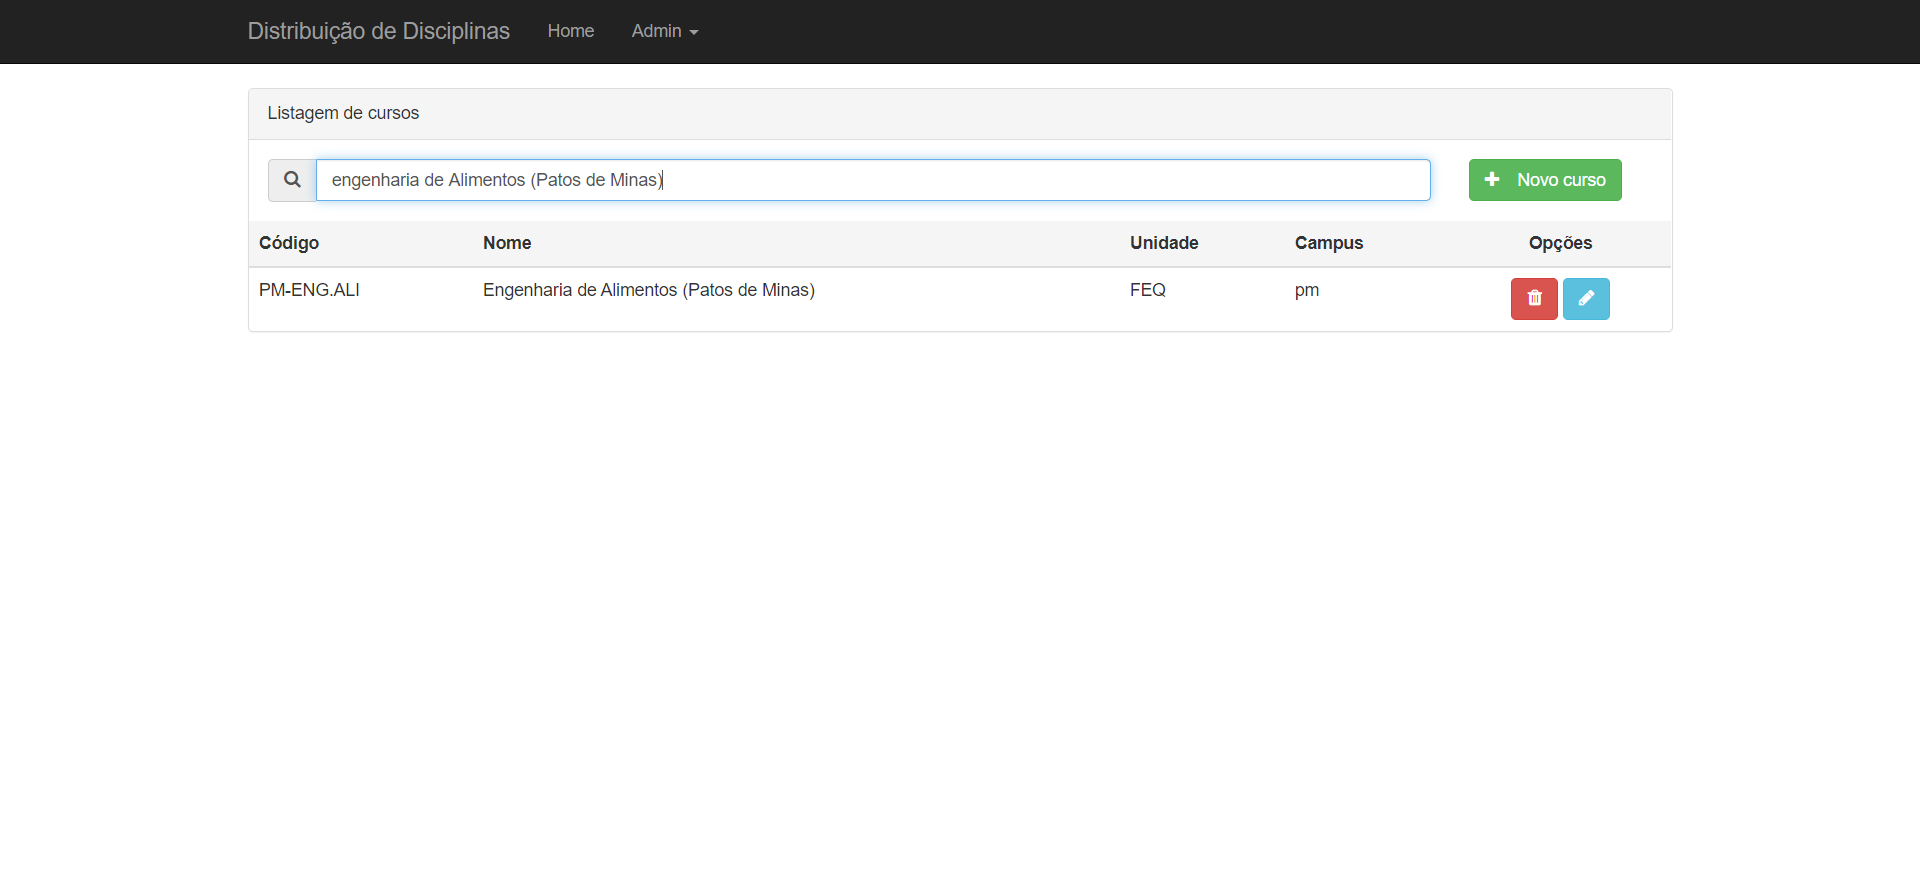 Distribuição de Disciplinas Home Admin
Listagem de cursos
engenharia de Alimentos (Patos de Minas)
Novo curso
Código Nome Unidade Campus Opções
PM-ENG.ALI Engenharia de Alimentos (Patos de Minas) FEQ pm